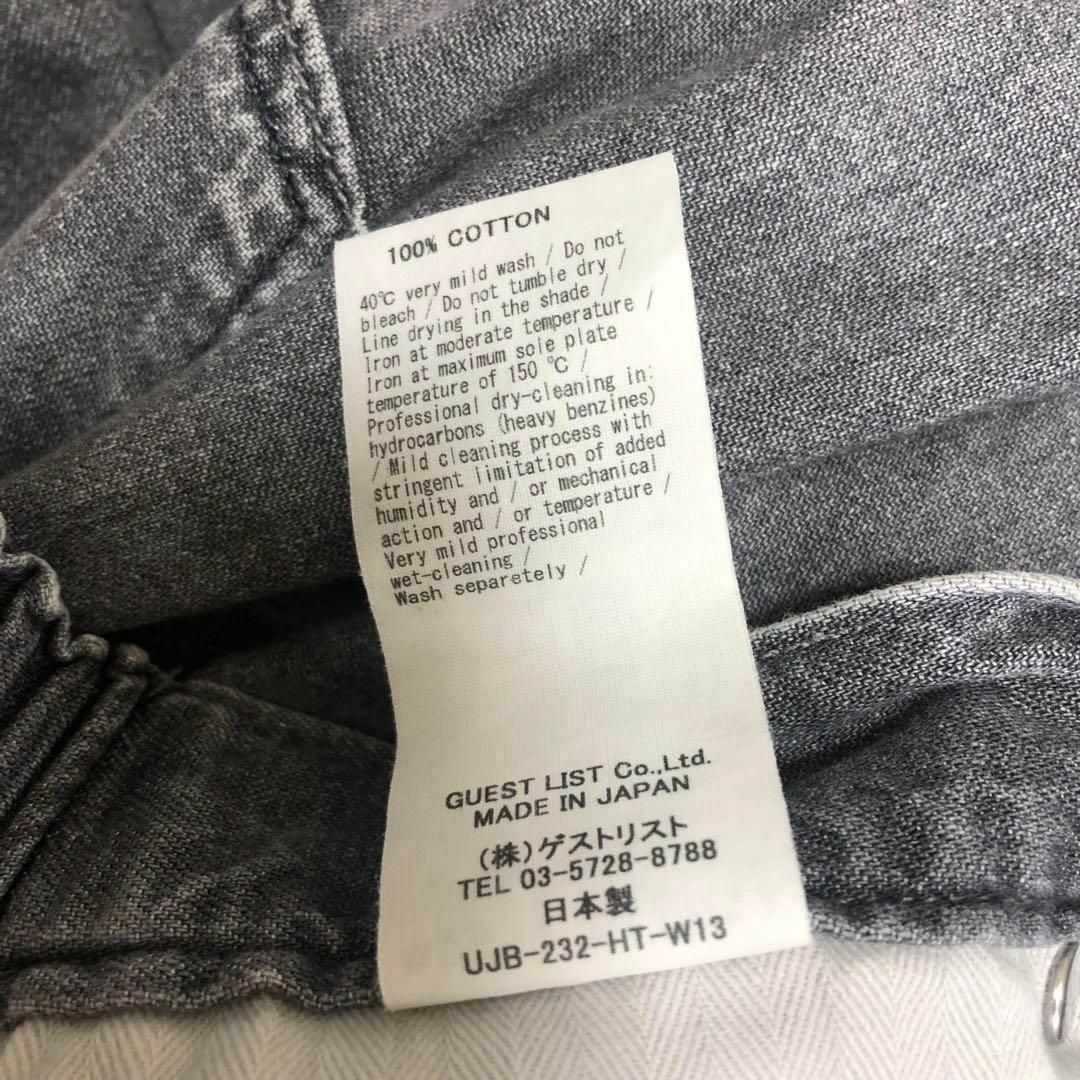 100% COTTON
40℃ very mild wash / Do not
bleach / Do not tumble dry /
Line drying in the shade /
Iron at moderate temperature /
Iron at maximum sole plate
temperature of 150 ℃ /
Professional dry-cleaning in:
hydrocarbons (heavy benzines)
/ Mild cleaning process with
stringent limitation of added
humidity and / or mechanical
action and / or temperature /
Very mild professional
wet-cleaning /
Wash separetely /
GUEST LIST Co.,Ltd.
MADE IN JAPAN
(株)ゲストリスト
TEL 03-5728-8788
日本製
UJB-232-HT-W13